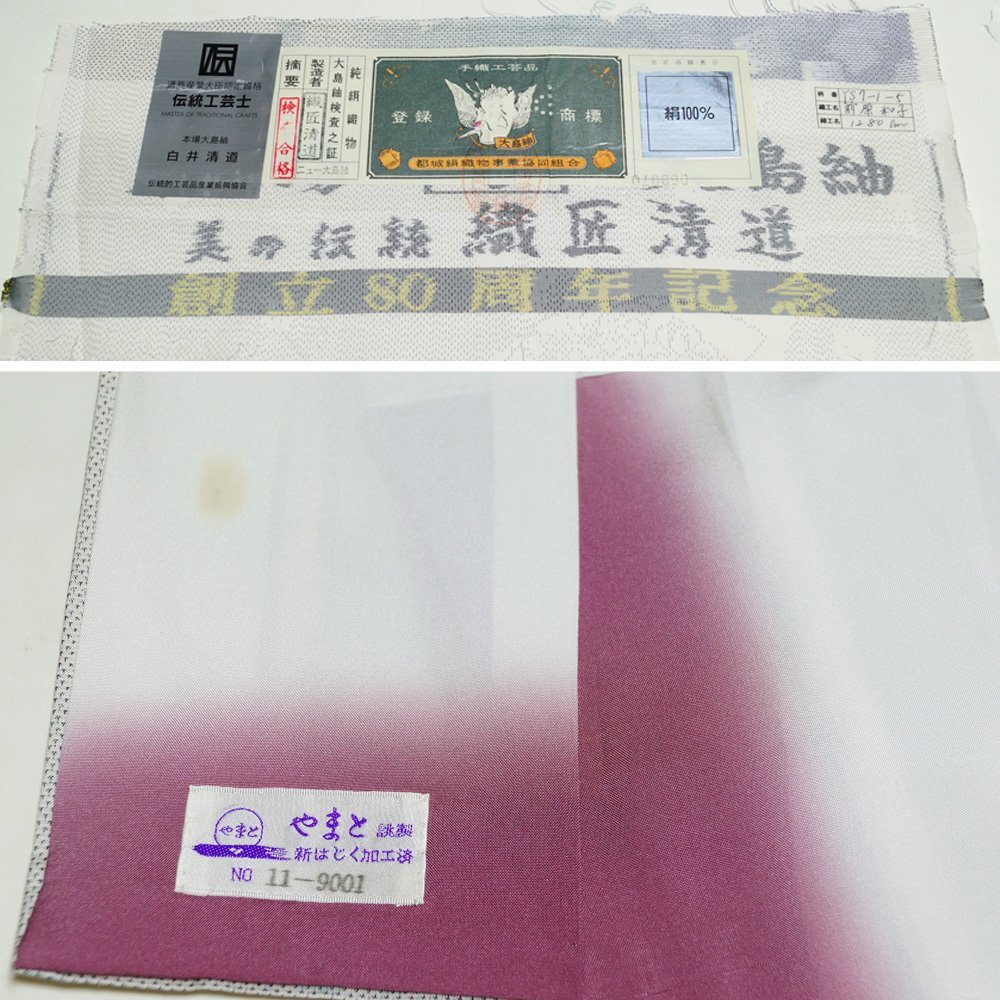 伝
通商産業大臣認定資格
伝統工芸士
MASTER OF TRADITIONAL CRAFTS
本場大島紬
白井清道
伝統的工芸品産業振興協会
純絹織物
大島紬検査之証
製造者
織匠清道
摘要
検 合格
ニュー大島紬
手織工芸品
登録
商標
大島紬
都城絹織物事業協同組合
絹100%
柄番
織工名
島紬
美の伝統 織匠清道
創立80周年記念
やまと
やまと 誂製
新はじく加工済
NO 11-9001